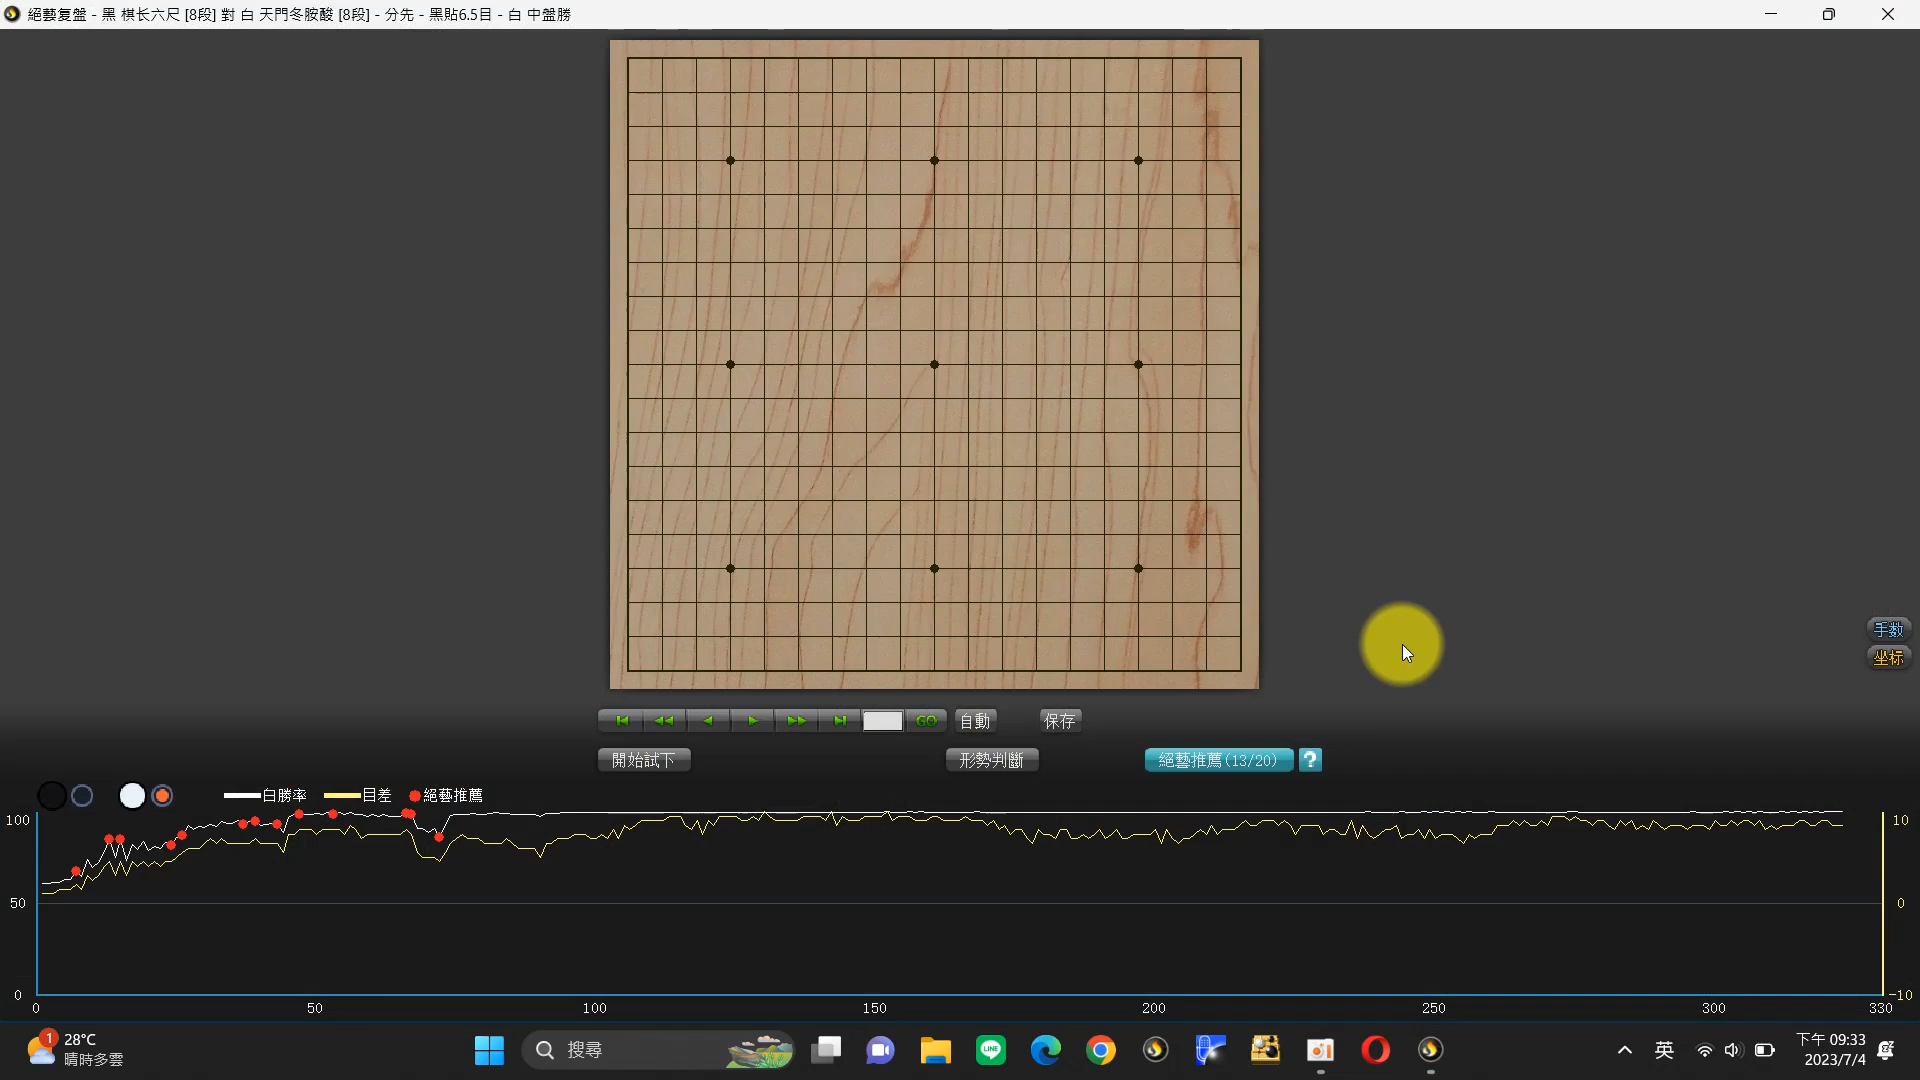 絕藝复盤 - 黑 棋长六尺 [8段] 對 白 天門冬胺酸 [8段] - 分先 - 黑貼6.5目 - 白 中盤勝
手数
坐标
GO 自動 保存
開始試下 形勢判斷 絕藝推薦(13/20) ?
白勝率 目差 絕藝推薦
100 10
50 0
0 -10
0 50 100 150 200 250 300 330
1 28°C
晴時多雲
搜尋
LINE
英
下午 09:33
2023/7/4